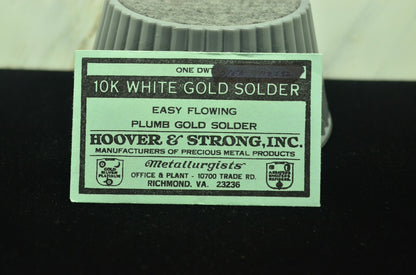 ONE DWT
10K WHITE GOLD SOLDER
EASY FLOWING
PLUMB GOLD SOLDER
HOOVER & STRONG, INC.
MANUFACTURERS OF PRECIOUS METAL PRODUCTS
Metallurgists
OFFICE & PLANT - 10700 TRADE RD.
RICHMOND, VA. 23236